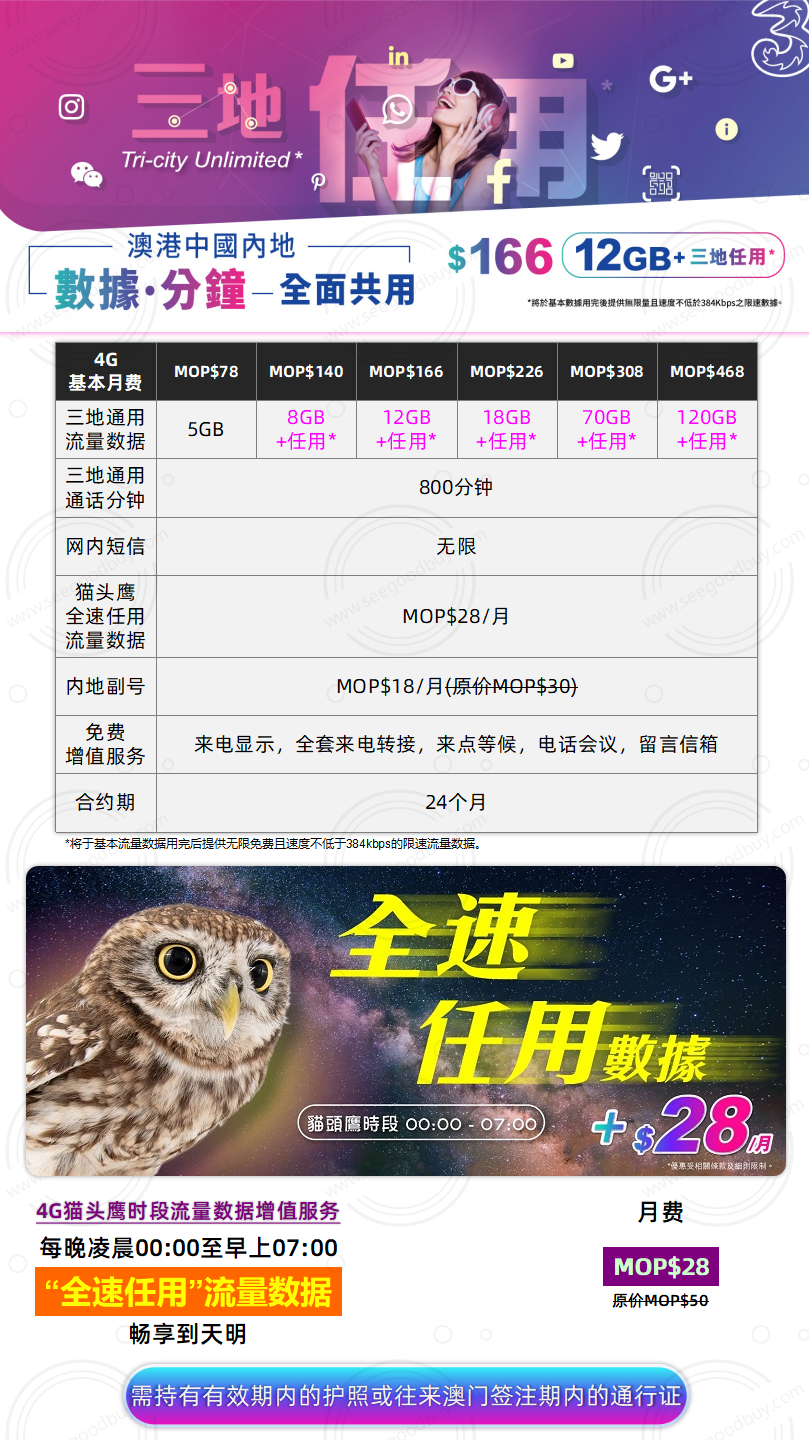 三地任用*
Tri-city Unlimited *
澳港中國內地
數據·分鐘 全面共用
$166 12GB+三地任用*
*將於基本數據用完後提供無限量且速度不低於384Kbps之限速數據。
4G
基本月费 MOP$78 MOP$140 MOP$166 MOP$226 MOP$308 MOP$468
三地通用
流量数据 5GB 8GB
+任用* 12GB
+任用* 18GB
+任用* 70GB
+任用* 120GB
+任用*
三地通用
通话分钟 800分钟
网内短信 无限
猫头鹰
全速任用
流量数据 MOP$28/月
内地副号 MOP$18/月(原价MOP$30)
免费
增值服务 来电显示，全套来电转接，来点等候，电话会议，留言信箱
合约期 24个月
*将于基本流量数据用完后提供无限免费且速度不低于384kbps的限速流量数据。
全速
任用數據
貓頭鷹時段 00:00 - 07:00
+$28/月
*優惠受相關條款及細則限制。
4G猫头鹰时段流量数据增值服务 月费
每晚凌晨00:00至早上07:00 MOP$28
“全速任用”流量数据 原价MOP$50
畅享到天明
需持有有效期内的护照或往来澳门签注期内的通行证
www.seegoodbuy.com